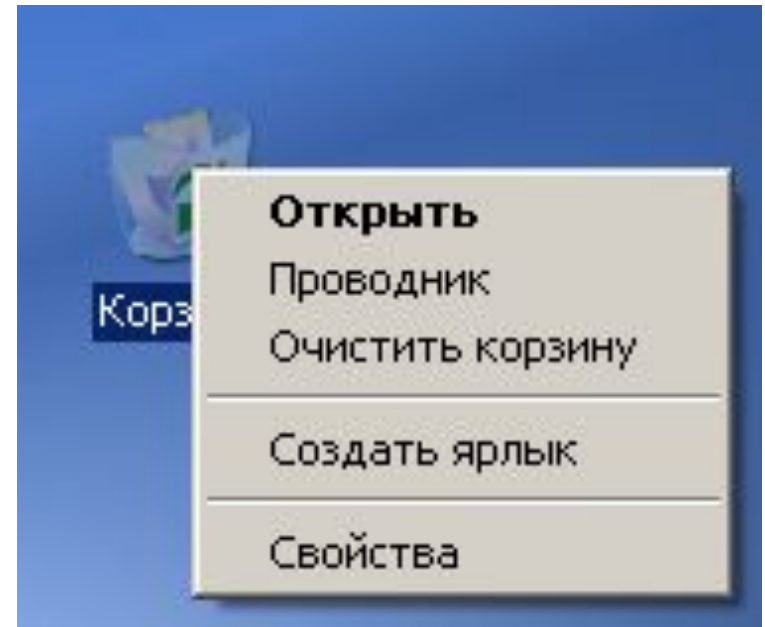 Открыть
Проводник
Очистить корзину
Корз
Создать ярлык
Свойства